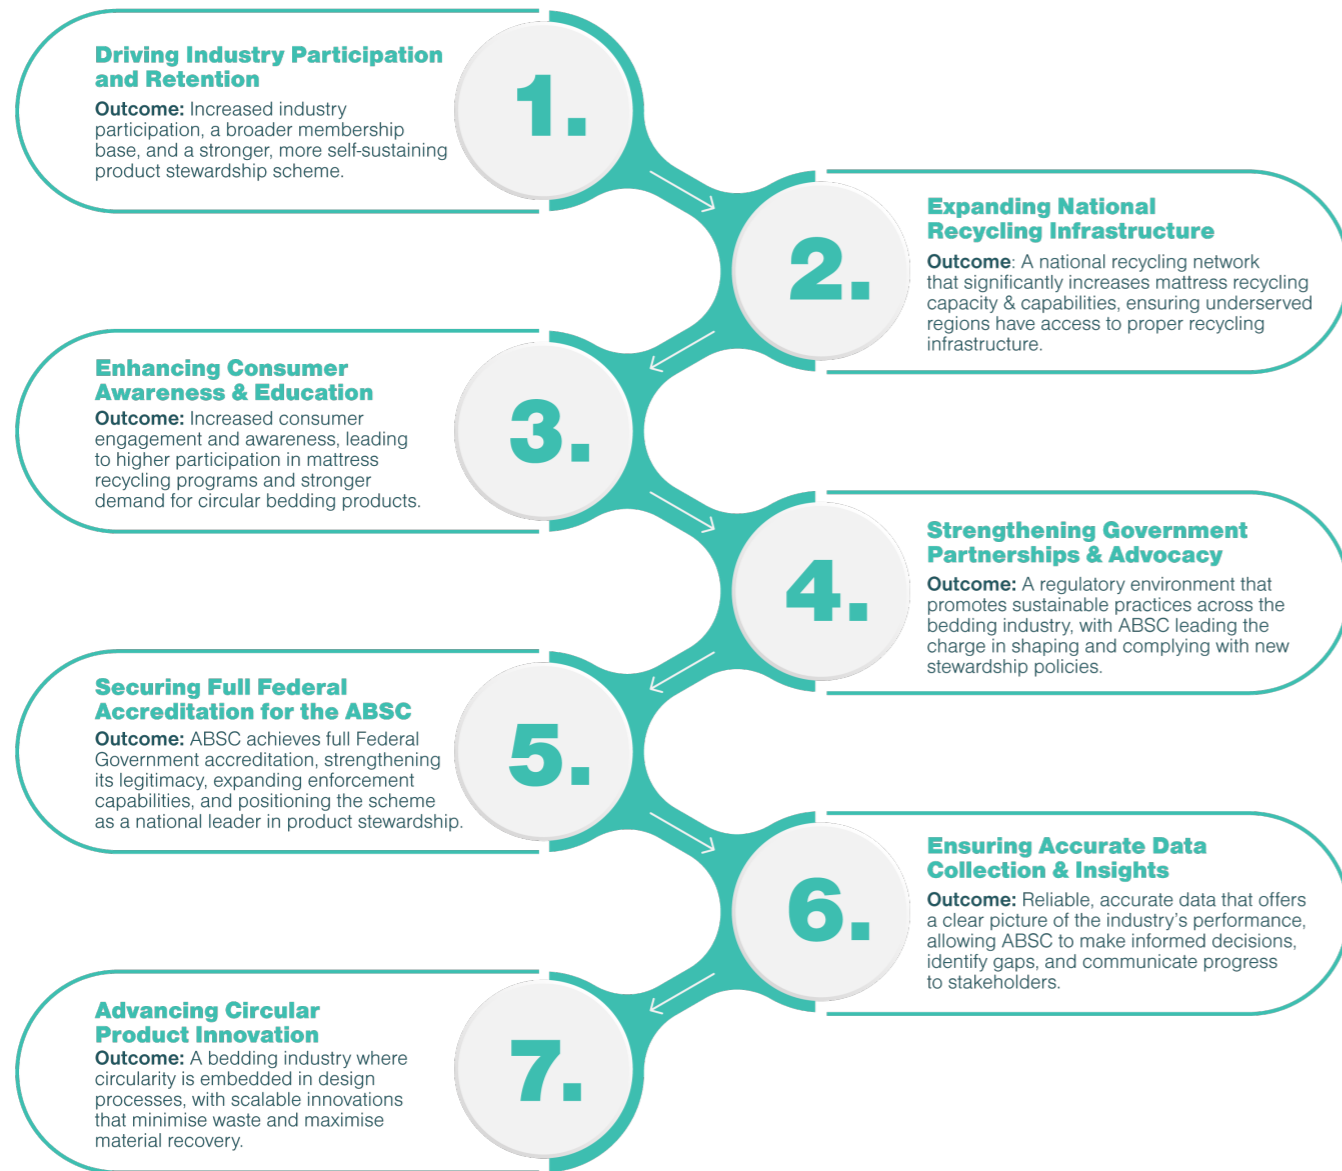 1.
Driving Industry Participation
and Retention
Outcome: Increased industry
participation, a broader membership
base, and a stronger, more self-sustaining
product stewardship scheme.
2.
Expanding National
Recycling Infrastructure
Outcome: A national recycling network
that significantly increases mattress recycling
capacity & capabilities, ensuring underserved
regions have access to proper recycling
infrastructure.
3.
Enhancing Consumer
Awareness & Education
Outcome: Increased consumer
engagement and awareness, leading
to higher participation in mattress
recycling programs and stronger
demand for circular bedding products.
4.
Strengthening Government
Partnerships & Advocacy
Outcome: A regulatory environment that
promotes sustainable practices across the
bedding industry, with ABSC leading the
charge in shaping and complying with new
stewardship policies.
5.
Securing Full Federal
Accreditation for the ABSC
Outcome: ABSC achieves full Federal
Government accreditation, strengthening
its legitimacy, expanding enforcement
capabilities, and positioning the scheme
as a national leader in product stewardship.
6.
Ensuring Accurate Data
Collection & Insights
Outcome: Reliable, accurate data that offers
a clear picture of the industry’s performance,
allowing ABSC to make informed decisions,
identify gaps, and communicate progress
to stakeholders.
7.
Advancing Circular
Product Innovation
Outcome: A bedding industry where
circularity is embedded in design
processes, with scalable innovations
that minimise waste and maximise
material recovery.